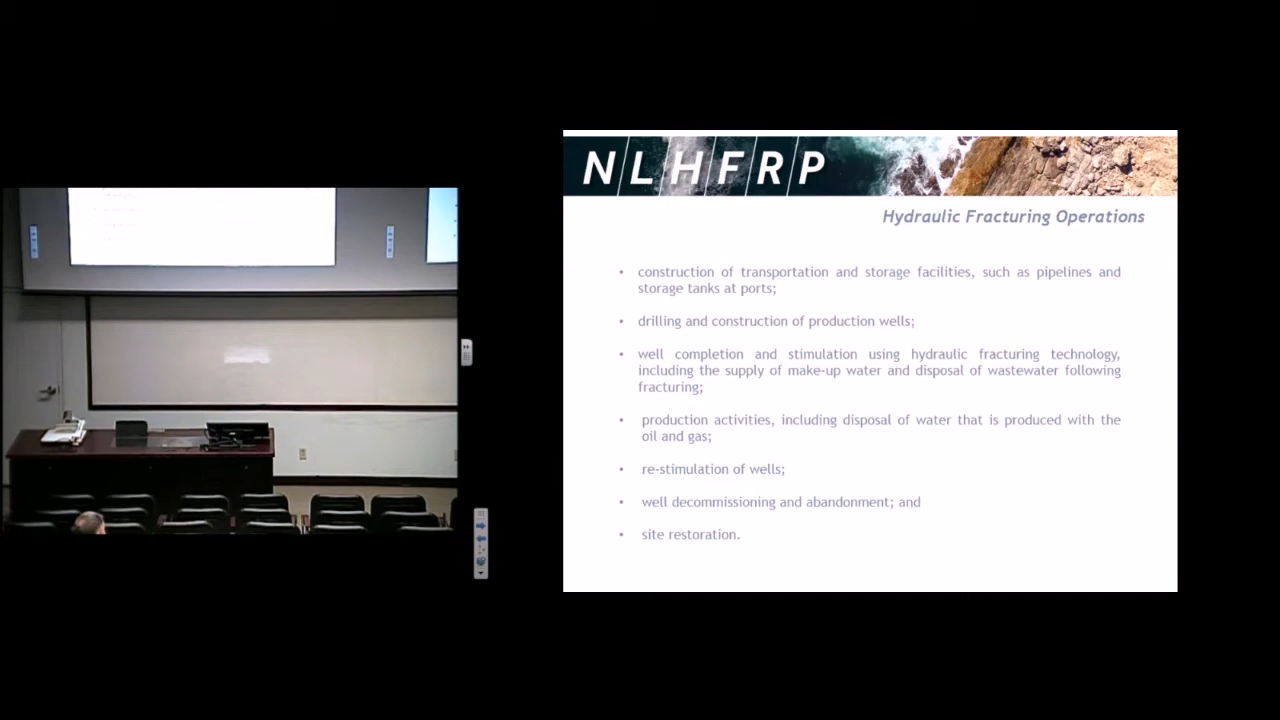 NLHFRP
Hydraulic Fracturing Operations
• construction of transportation and storage facilities, such as pipelines and
storage tanks at ports;
• drilling and construction of production wells;
• well completion and stimulation using hydraulic fracturing technology,
including the supply of make-up water and disposal of wastewater following
fracturing;
• production activities, including disposal of water that is produced with the
oil and gas;
• re-stimulation of wells;
• well decommissioning and abandonment; and
• site restoration.